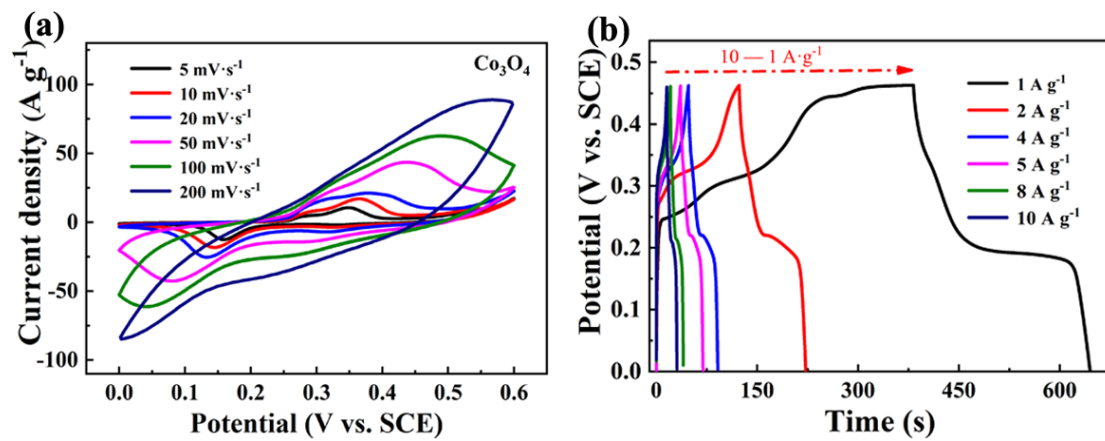 (a)
Current density (A g⁻¹)
100
50
0
-50
-100
5 mV·s⁻¹
10 mV·s⁻¹
20 mV·s⁻¹
50 mV·s⁻¹
100 mV·s⁻¹
200 mV·s⁻¹
Co₃O₄
0.0 0.1 0.2 0.3 0.4 0.5 0.6
Potential (V vs. SCE)
(b)
Potential (V vs. SCE)
0.5
0.4
0.3
0.2
0.1
0.0
10 — 1 A·g⁻¹
1 A g⁻¹
2 A g⁻¹
4 A g⁻¹
5 A g⁻¹
8 A g⁻¹
10 A g⁻¹
0 150 300 450 600
Time (s)